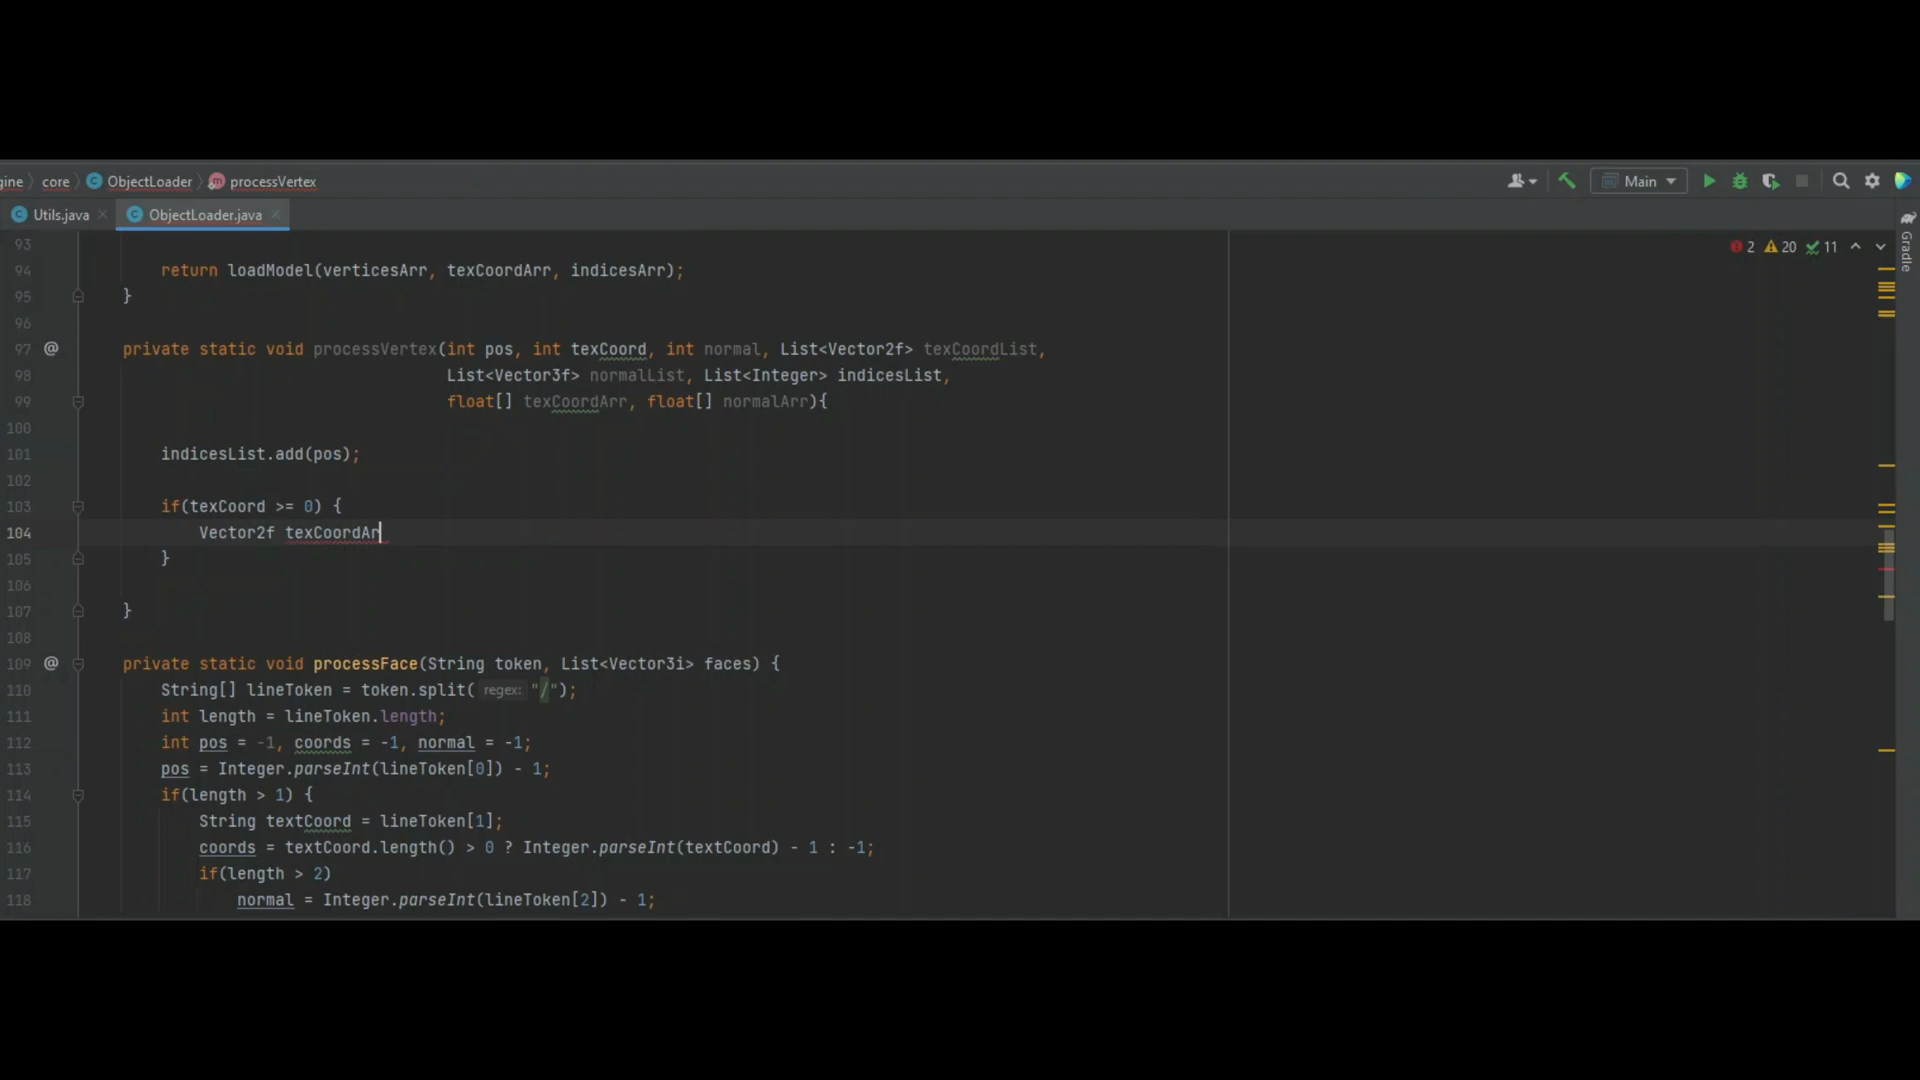 gine core ObjectLoader processVertex Main
Utils.java ObjectLoader.java
2 20 11
Gradle
93
94 return loadModel(verticesArr, texCoordArr, indicesArr);
95 }
96
97 @ private static void processVertex(int pos, int texCoord, int normal, List<Vector2f> texCoordList,
98 List<Vector3f> normalList, List<Integer> indicesList,
99 float[] texCoordArr, float[] normalArr){
100
101 indicesList.add(pos);
102
103 if(texCoord >= 0) {
104 Vector2f texCoordAr
105 }
106
107 }
108
109 @ private static void processFace(String token, List<Vector3i> faces) {
110 String[] lineToken = token.split( regex: "/");
111 int length = lineToken.length;
112 int pos = -1, coords = -1, normal = -1;
113 pos = Integer.parseInt(lineToken[0]) - 1;
114 if(length > 1) {
115 String textCoord = lineToken[1];
116 coords = textCoord.length() > 0 ? Integer.parseInt(textCoord) - 1 : -1;
117 if(length > 2)
118 normal = Integer.parseInt(lineToken[2]) - 1;